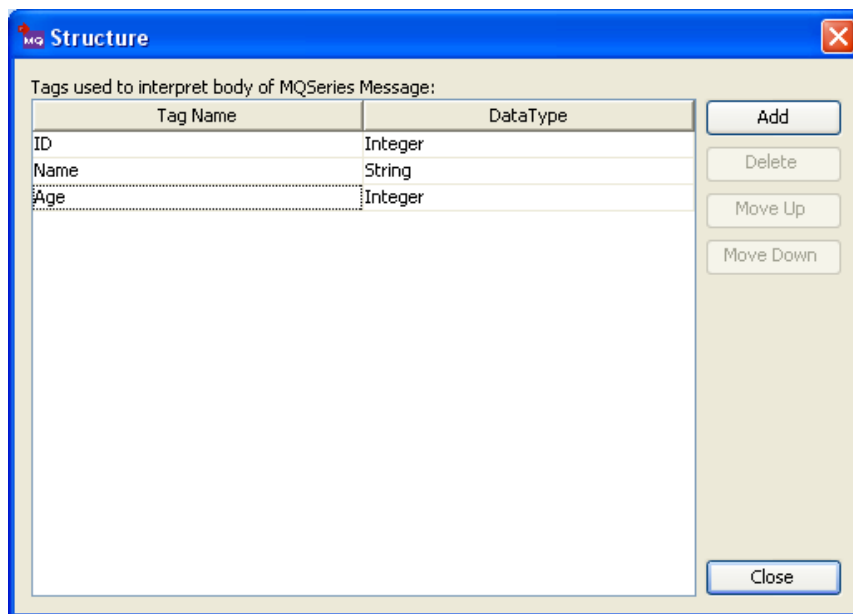 MQ Structure
Tags used to interpret body of MQSeries Message:
Tag Name DataType Add
ID Integer
Name String Delete
Age Integer
Move Up
Move Down
Close